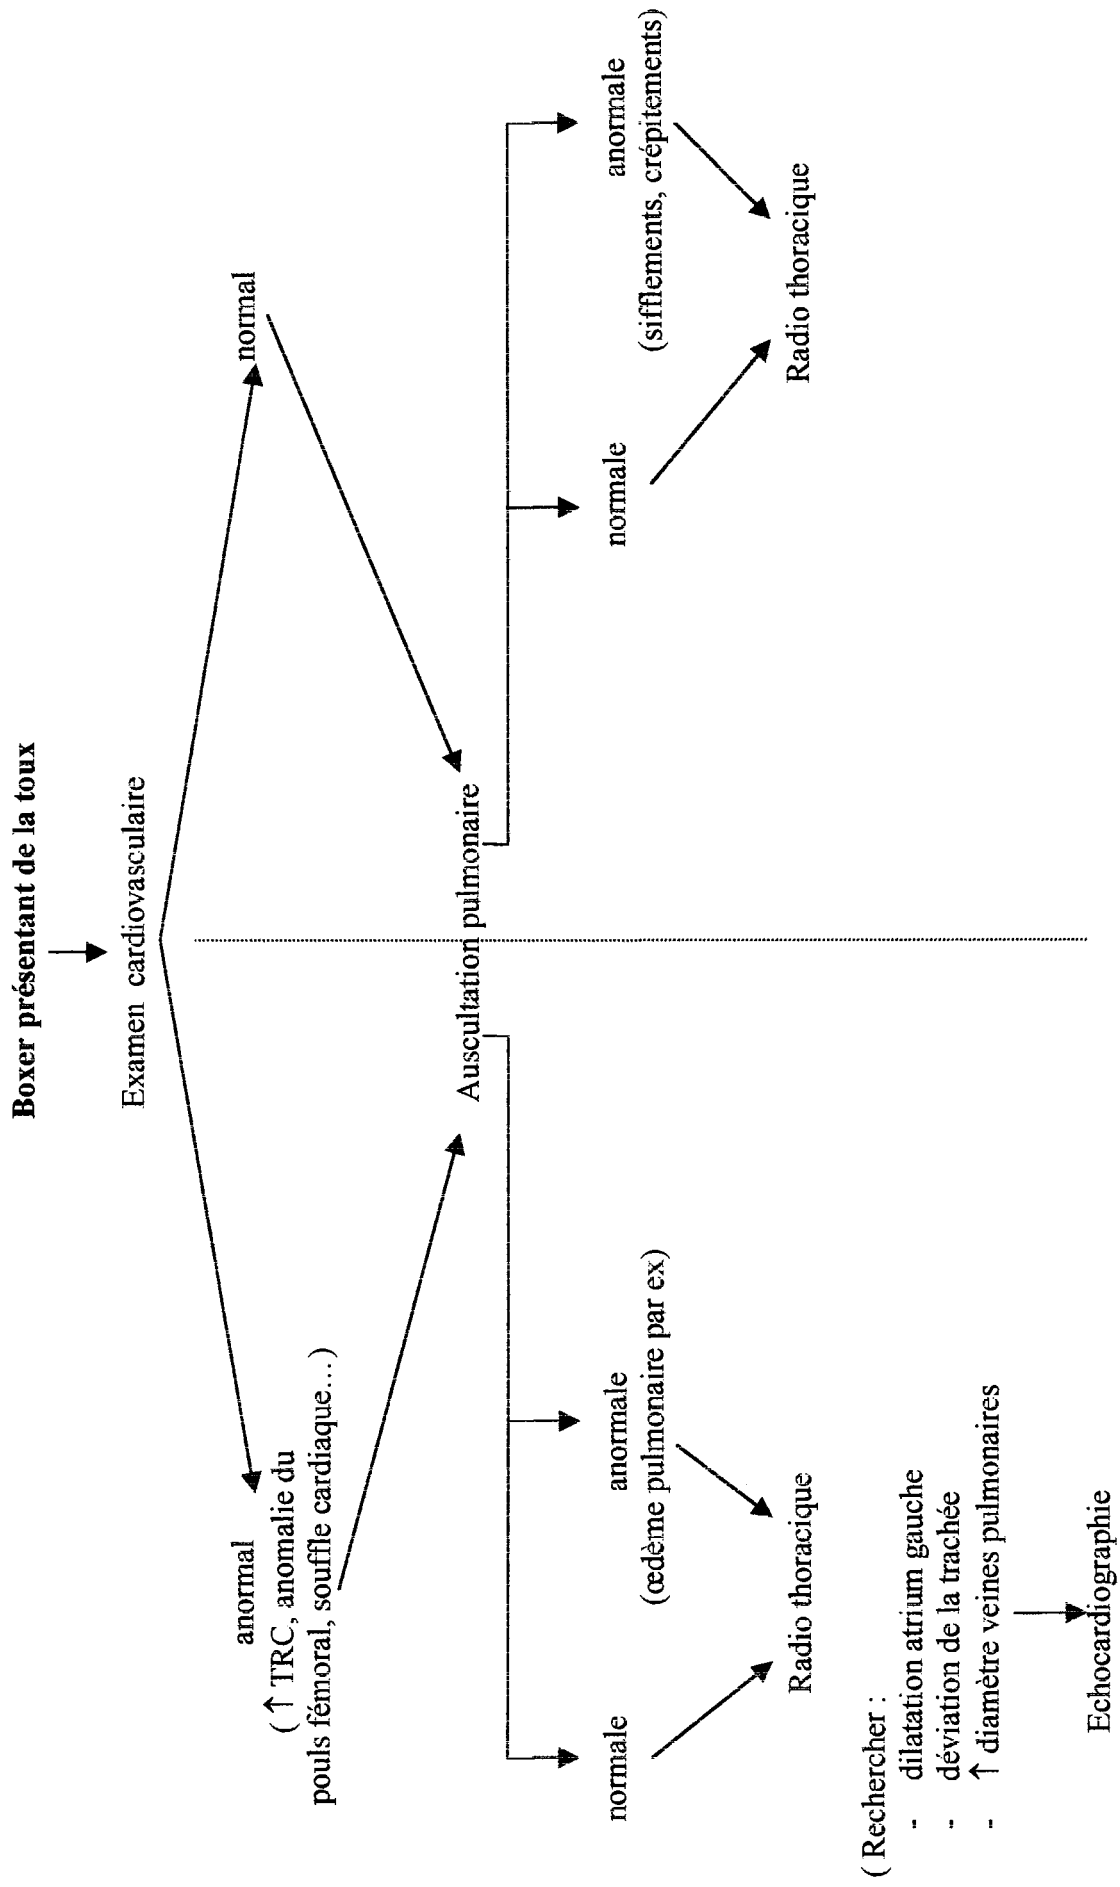 Boxer présentant de la toux
Examen cardiovasculaire
anormal
( ↑ TRC, anomalie du
pouls fémoral, souffle cardiaque...)
normal
Auscultation pulmonaire
normale
anormale
(œdème pulmonaire par ex)
normale
anormale
(sifflements, crépitements)
Radio thoracique
Radio thoracique
( Rechercher :
- dilatation atrium gauche
- déviation de la trachée
- ↑ diamètre veines pulmonaires
Echocardiographie